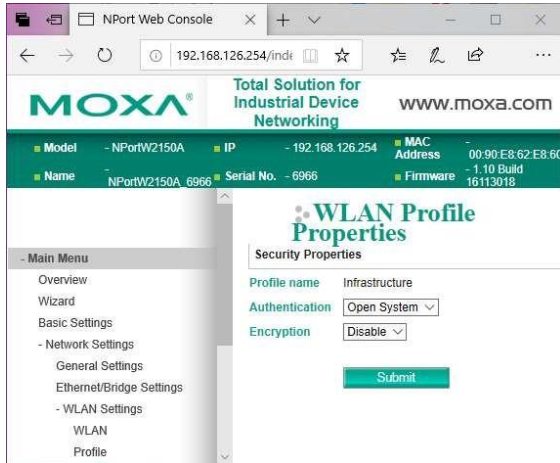 NPort Web Console
192.168.126.254/inde
MOXA®
Total Solution for
Industrial Device
Networking
www.moxa.com
Model - NPortW2150A
IP - 192.168.126.254
MAC Address - 00:90:E8:62:E8:60
Name - NPortW2150A_6966
Serial No. - 6966
Firmware - 1.10 Build 16113018
- Main Menu
Overview
Wizard
Basic Settings
- Network Settings
General Settings
Ethernet/Bridge Settings
- WLAN Settings
WLAN
Profile
WLAN Profile
Properties
Security Properties
Profile name Infrastructure
Authentication Open System
Encryption Disable
Submit